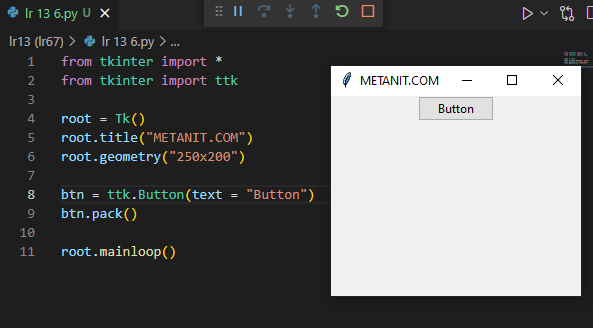 lr 13 6.py U
lr13 (lr67) > lr 13 6.py > ...
1 from tkinter import *
2 from tkinter import ttk
3
4 root = Tk()
5 root.title("METANIT.COM")
6 root.geometry("250x200")
7
8 btn = ttk.Button(text = "Button")
9 btn.pack()
10
11 root.mainloop()
METANIT.COM
Button